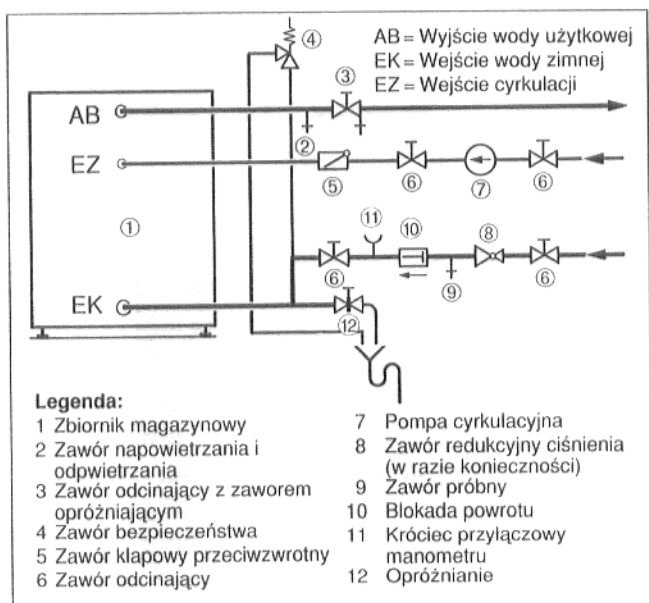 ④
AB = Wyjście wody użytkowej
EK = Wejście wody zimnej
EZ = Wejście cyrkulacji
③
AB
②
EZ
⑤
⑥
⑦
⑥
①
⑪
⑩
⑧
⑥
⑨
⑥
EK
⑫
Legenda:
1 Zbiornik magazynowy
2 Zawór napowietrzania i
odpwietrzania
3 Zawór odcinający z zaworem
opróżniającym
4 Zawór bezpieczeństwa
5 Zawór klapowy przeciwzwrotny
6 Zawór odcinający
7 Pompa cyrkulacyjna
8 Zawór redukcyjny ciśnienia
(w razie konieczności)
9 Zawór próbny
10 Blokada powrotu
11 Króciec przyłączowy
manometru
12 Opróżnianie